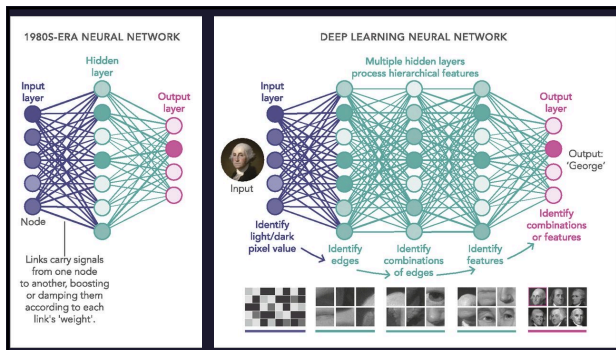 1980S-ERA NEURAL NETWORK
Hidden
layer
Input
layer
Output
layer
Node
Links carry signals
from one node
to another, boosting
or damping them
according to each
link's 'weight'.
DEEP LEARNING NEURAL NETWORK
Multiple hidden layers
process hierarchical features
Input
layer
Output
layer
Input
Output:
'George'
Identify
light/dark
pixel value
Identify
edges
Identify
combinations
of edges
Identify
features
Identify
combinations
or features